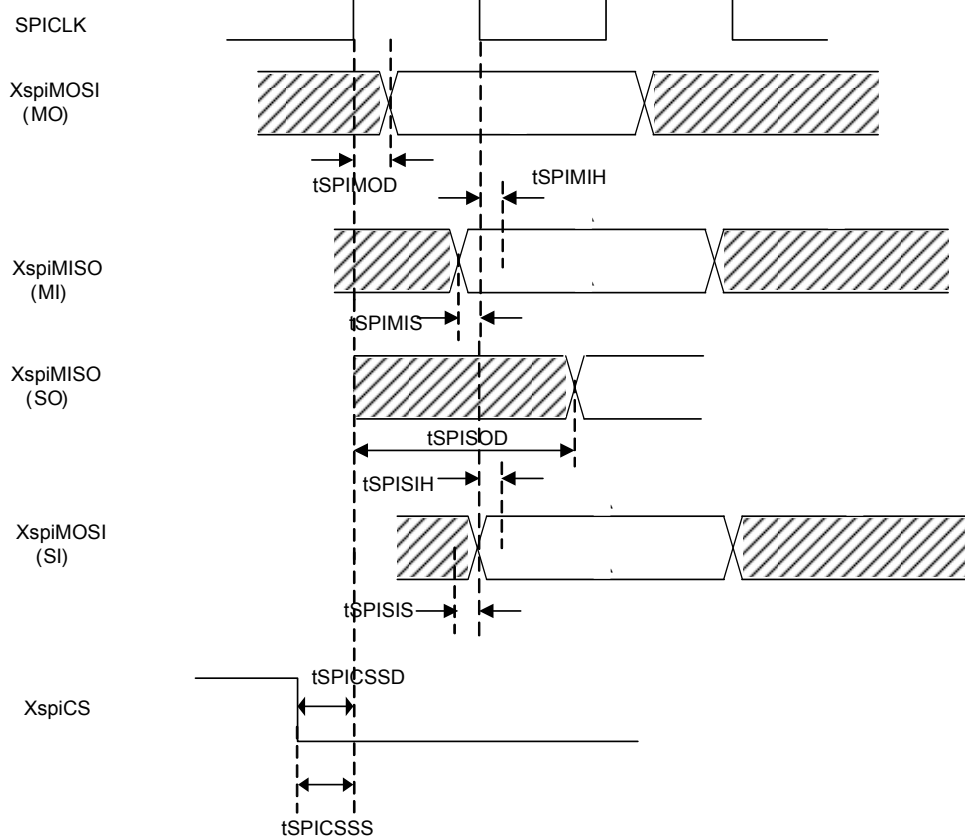 SPICLK
XspiMOSI
(MO)
tSPIMOD
tSPIMIH
XspiMISO
(MI)
tSPIMIS
XspiMISO
(SO)
tSPISOD
tSPISIH
XspiMOSI
(SI)
tSPISIS
tSPICSSD
XspiCS
tSPICSSS